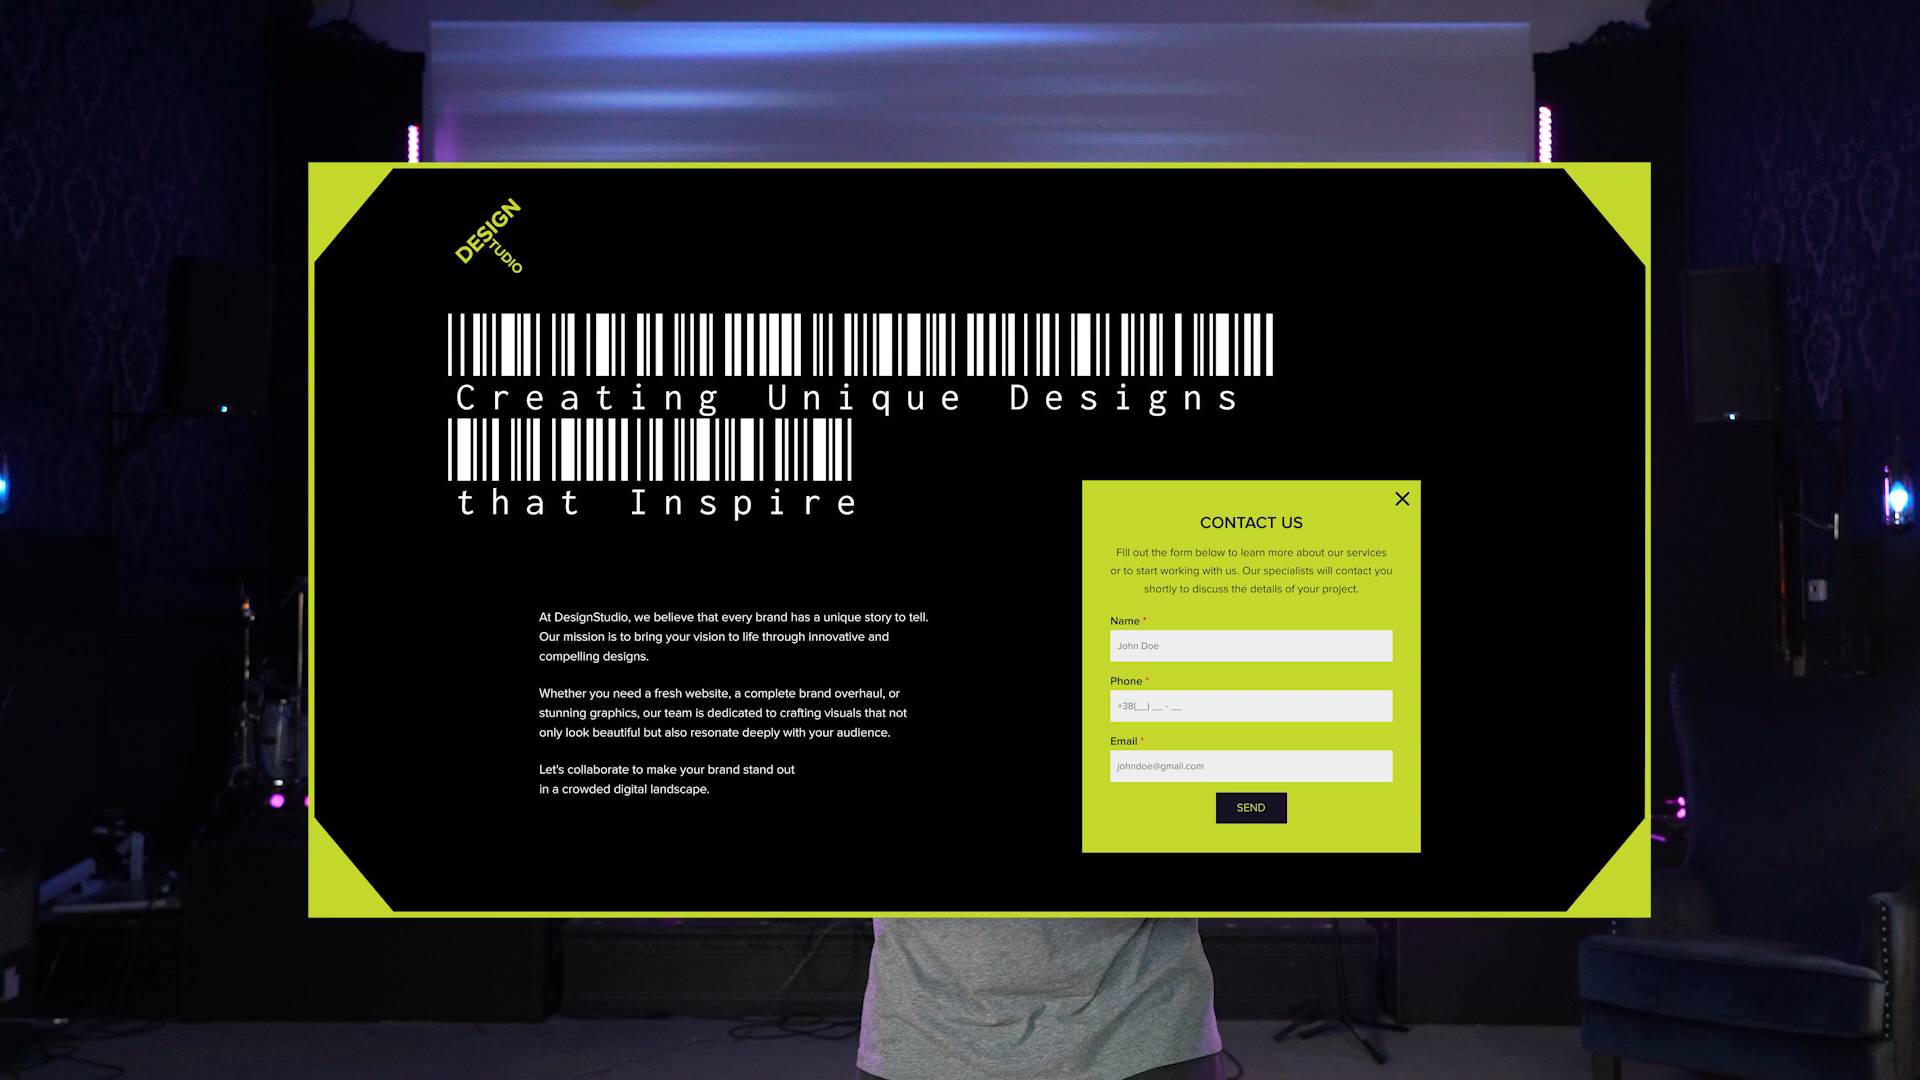 DESIGN
STUDIO
Creating Unique Designs
that Inspire
At DesignStudio, we believe that every brand has a unique story to tell.
Our mission is to bring your vision to life through innovative and
compelling designs.
Whether you need a fresh website, a complete brand overhaul, or
stunning graphics, our team is dedicated to crafting visuals that not
only look beautiful but also resonate deeply with your audience.
Let's collaborate to make your brand stand out
in a crowded digital landscape.
CONTACT US
Fill out the form below to learn more about our services
or to start working with us. Our specialists will contact you
shortly to discuss the details of your project.
Name *
John Doe
Phone *
+38(__) __ - __
Email *
johndoe@gmail.com
SEND